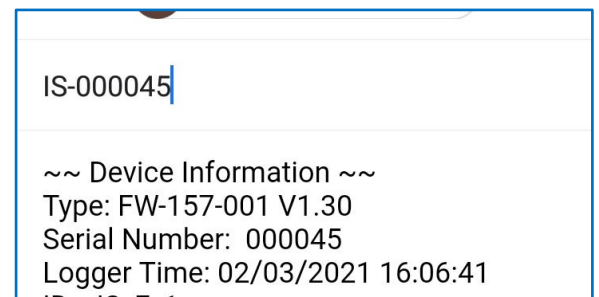 IS-000045
~~ Device Information ~~
Type: FW-157-001 V1.30
Serial Number:  000045
Logger Time: 02/03/2021 16:06:41